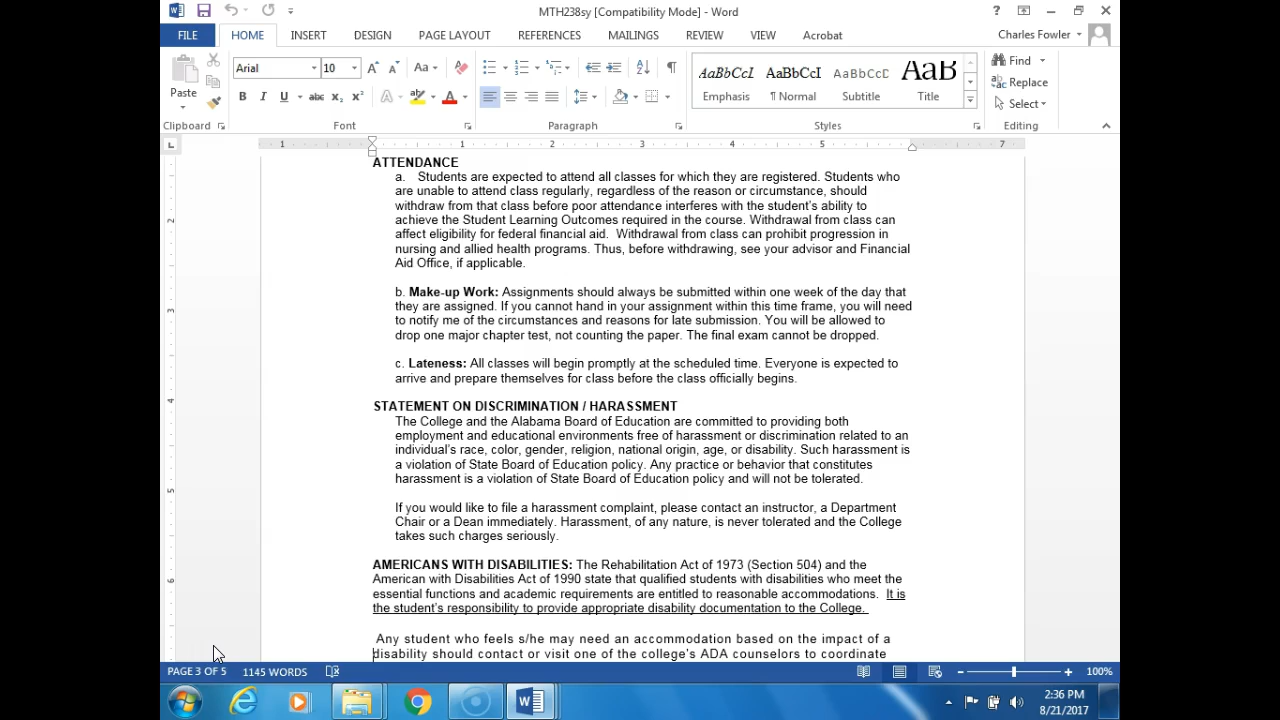 MTH238sy [Compatibility Mode] - Word
FILE HOME INSERT DESIGN PAGE LAYOUT REFERENCES MAILINGS REVIEW VIEW Acrobat Charles Fowler
Paste
Arial 10 Aa
B I U abc x₂ x² A A
AaBbCcI AaBbCcI AaBbCcD AaB
Emphasis ¶ Normal Subtitle Title
Find
Replace
Select
Clipboard Font Paragraph Styles Editing
1 1 2 3 4 5 7
ATTENDANCE
a. Students are expected to attend all classes for which they are registered. Students who
are unable to attend class regularly, regardless of the reason or circumstance, should
withdraw from that class before poor attendance interferes with the student's ability to
achieve the Student Learning Outcomes required in the course. Withdrawal from class can
affect eligibility for federal financial aid. Withdrawal from class can prohibit progression in
nursing and allied health programs. Thus, before withdrawing, see your advisor and Financial
Aid Office, if applicable.
b. Make-up Work: Assignments should always be submitted within one week of the day that
they are assigned. If you cannot hand in your assignment within this time frame, you will need
to notify me of the circumstances and reasons for late submission. You will be allowed to
drop one major chapter test, not counting the paper. The final exam cannot be dropped.
c. Lateness: All classes will begin promptly at the scheduled time. Everyone is expected to
arrive and prepare themselves for class before the class officially begins.
STATEMENT ON DISCRIMINATION / HARASSMENT
The College and the Alabama Board of Education are committed to providing both
employment and educational environments free of harassment or discrimination related to an
individual's race, color, gender, religion, national origin, age, or disability. Such harassment is
a violation of State Board of Education policy. Any practice or behavior that constitutes
harassment is a violation of State Board of Education policy and will not be tolerated.
If you would like to file a harassment complaint, please contact an instructor, a Department
Chair or a Dean immediately. Harassment, of any nature, is never tolerated and the College
takes such charges seriously.
AMERICANS WITH DISABILITIES: The Rehabilitation Act of 1973 (Section 504) and the
American with Disabilities Act of 1990 state that qualified students with disabilities who meet the
essential functions and academic requirements are entitled to reasonable accommodations. It is
the student's responsibility to provide appropriate disability documentation to the College.
Any student who feels s/he may need an accommodation based on the impact of a
disability should contact or visit one of the college's ADA counselors to coordinate
2
3
4
5
6
PAGE 3 OF 5 1145 WORDS 100%
2:36 PM
8/21/2017